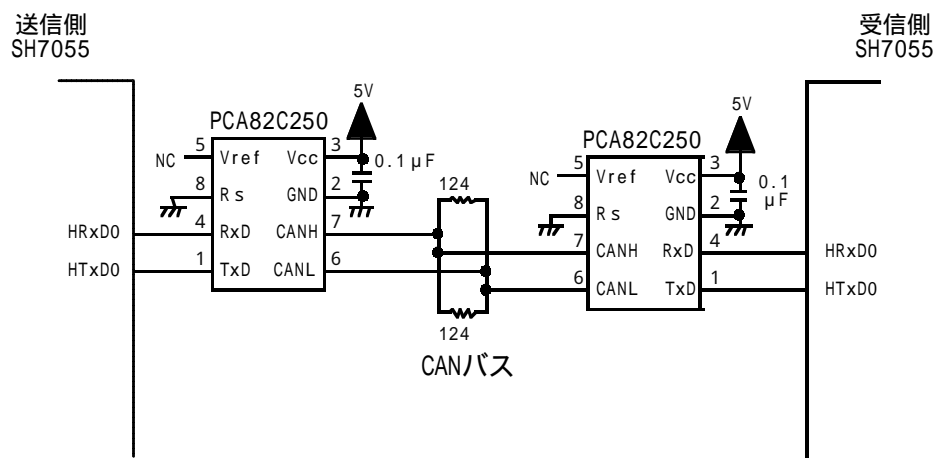 送信側
SH7055
受信側
SH7055
5V
PCA82C250
5 Vref Vcc 3
NC
0.1μF
8 Rs GND 2
HRxD0 4 RxD CANH 7
HTxD0 1 TxD CANL 6
124
124
CANバス
5V
PCA82C250
NC 5 Vref Vcc 3
0.1
μF
8 Rs GND 2
7 CANH RxD 4 HRxD0
6 CANL TxD 1 HTxD0